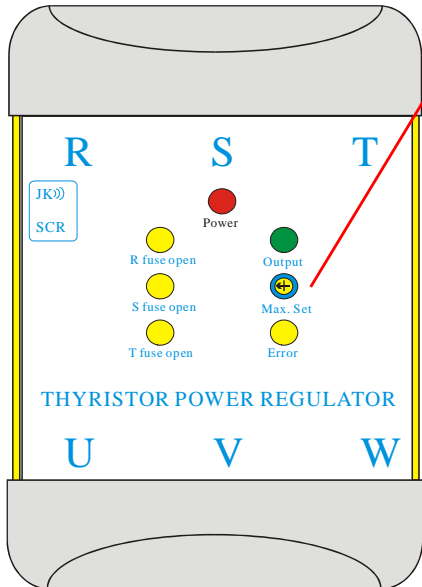 R S T
JK
SCR
Power
R fuse open Output
S fuse open Max. Set
T fuse open Error
THYRISTOR POWER REGULATOR
U V W